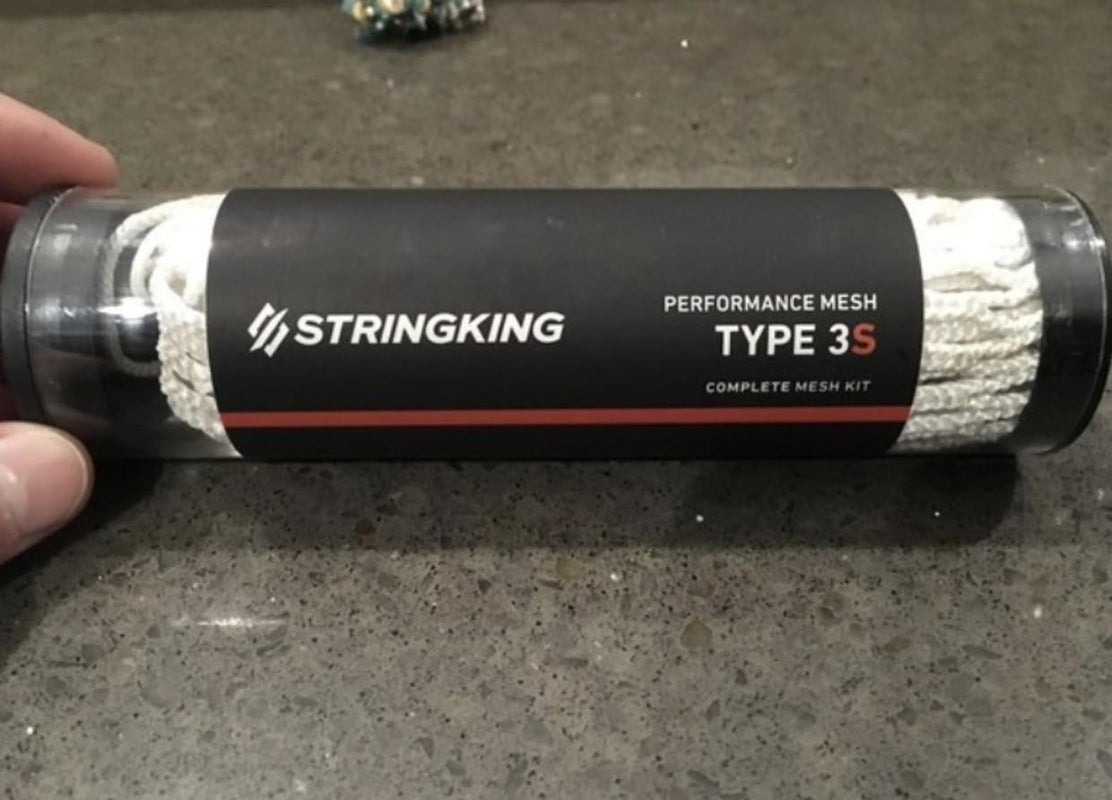 STRINGKING
PERFORMANCE MESH
TYPE 3S
COMPLETE MESH KIT